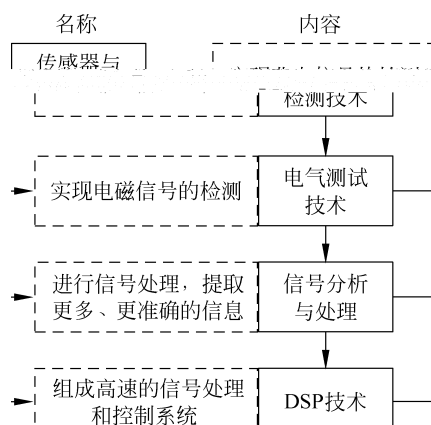 名称
内容
传感器与
检测技术
实现电磁信号的检测
电气测试
技术
进行信号处理，提取
更多、更准确的信息
信号分析
与处理
组成高速的信号处理
和控制系统
DSP技术